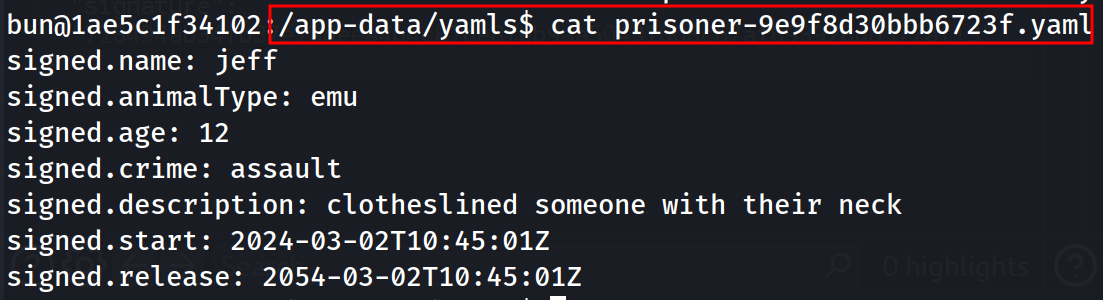 bun@1ae5c1f34102:/app-data/yamls$ cat prisoner-9e9f8d30bbb6723f.yaml
signed.name: jeff
signed.animalType: emu
signed.age: 12
signed.crime: assault
signed.description: clotheslined someone with their neck
signed.start: 2024-03-02T10:45:01Z
signed.release: 2054-03-02T10:45:01Z
0 highlights